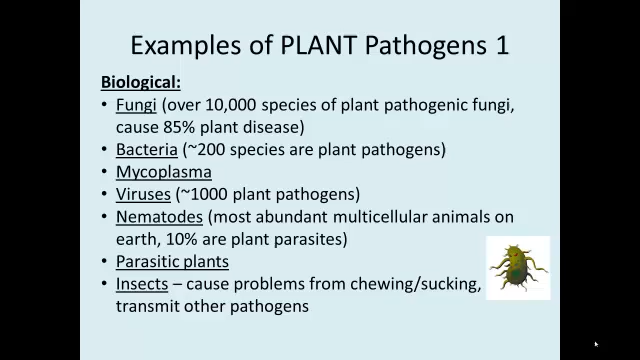 Examples of PLANT Pathogens 1
Biological:
• Fungi (over 10,000 species of plant pathogenic fungi,
cause 85% plant disease)
• Bacteria (~200 species are plant pathogens)
• Mycoplasma
• Viruses (~1000 plant pathogens)
• Nematodes (most abundant multicellular animals on
earth, 10% are plant parasites)
• Parasitic plants
• Insects – cause problems from chewing/sucking,
transmit other pathogens